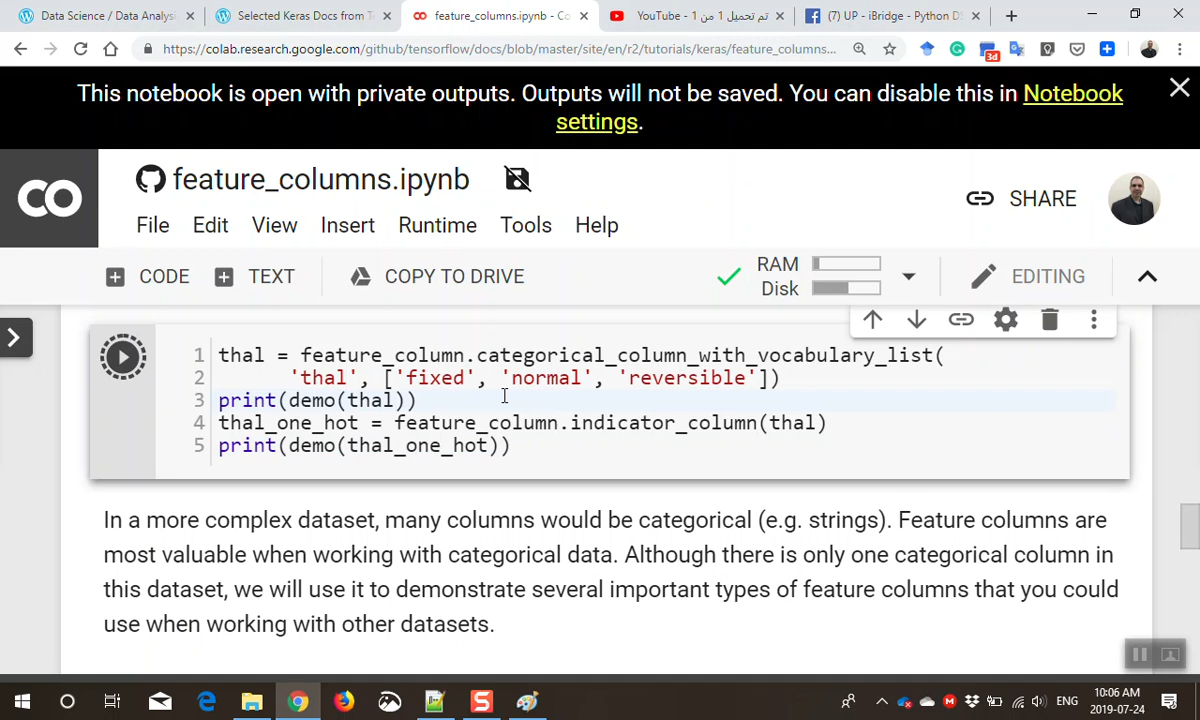 Data Science / Data Analys
Selected Keras Docs from T
feature_columns.ipynb - Co
YouTube - تم تحميل 1 من 1
(7) UP - iBridge - Python D
https://colab.research.google.com/github/tensorflow/docs/blob/master/site/en/r2/tutorials/keras/feature_columns...
3d
This notebook is open with private outputs. Outputs will not be saved. You can disable this in Notebook
settings.
CO
feature_columns.ipynb
SHARE
File Edit View Insert Runtime Tools Help
CODE TEXT COPY TO DRIVE
RAM
Disk
EDITING
1 thal = feature_column.categorical_column_with_vocabulary_list(
2 'thal', ['fixed', 'normal', 'reversible'])
3 print(demo(thal))
4 thal_one_hot = feature_column.indicator_column(thal)
5 print(demo(thal_one_hot))
In a more complex dataset, many columns would be categorical (e.g. strings). Feature columns are
most valuable when working with categorical data. Although there is only one categorical column in
this dataset, we will use it to demonstrate several important types of feature columns that you could
use when working with other datasets.
ENG
10:06 AM
2019-07-24